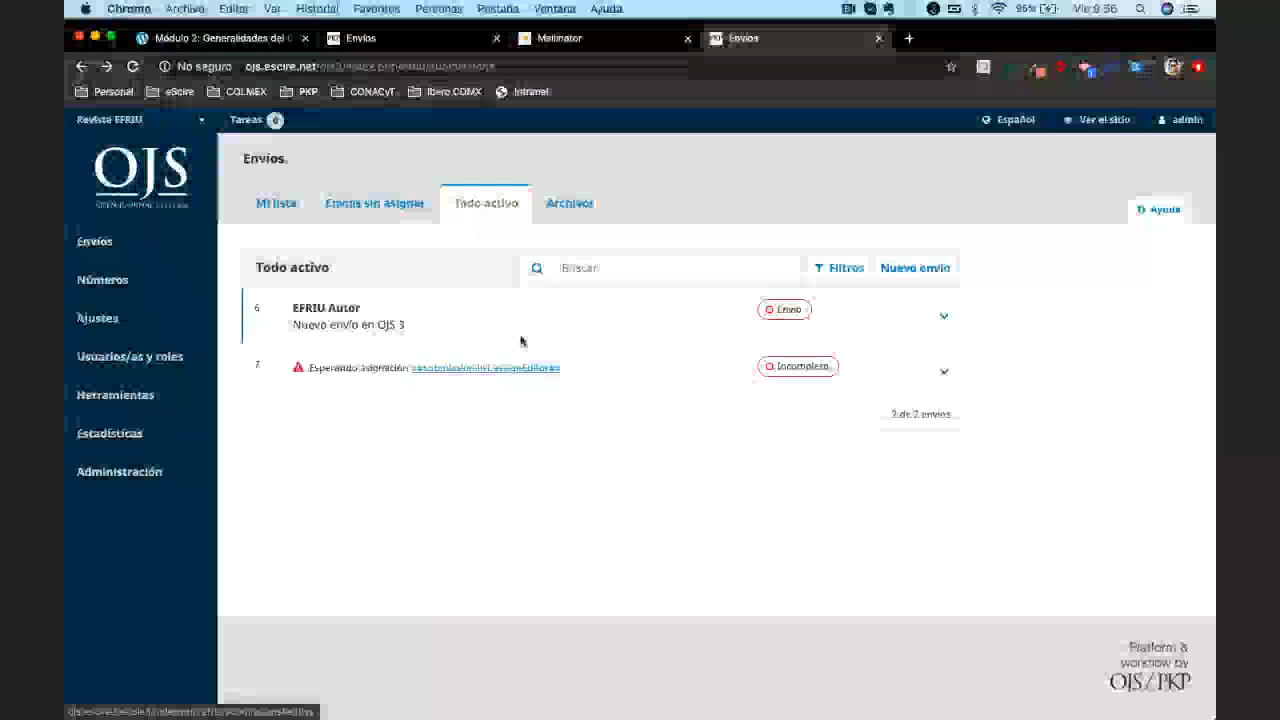 Chrome Archivo Editar Ver Historial Favoritos Personas Pestaña Ventana Ayuda
Módulo 2: Generalidades del
Envíos
Mailinator
Envíos
No seguro ojs.escire.net
Personal eScire COLMEX PKP CONACyT Ibero CDMX Intranet
Revista EFRIU
Tareas
Español Ver el sitio admin
OJS
Envíos
Mi lista Envíos sin asignar Todo activo Archivos
Ayuda
Envíos
Números
Ajustes
Usuarios/as y roles
Herramientas
Estadísticas
Administración
Todo activo
Buscar
Filtros
Nuevo envío
6 EFRIU Autor
Nuevo envío en OJS 3
Envío
7 Esperando asignación ##submission.list.assignEditor##
Incompleto
2 de 2 envíos
Platform &
workflow by
OJS / PKP